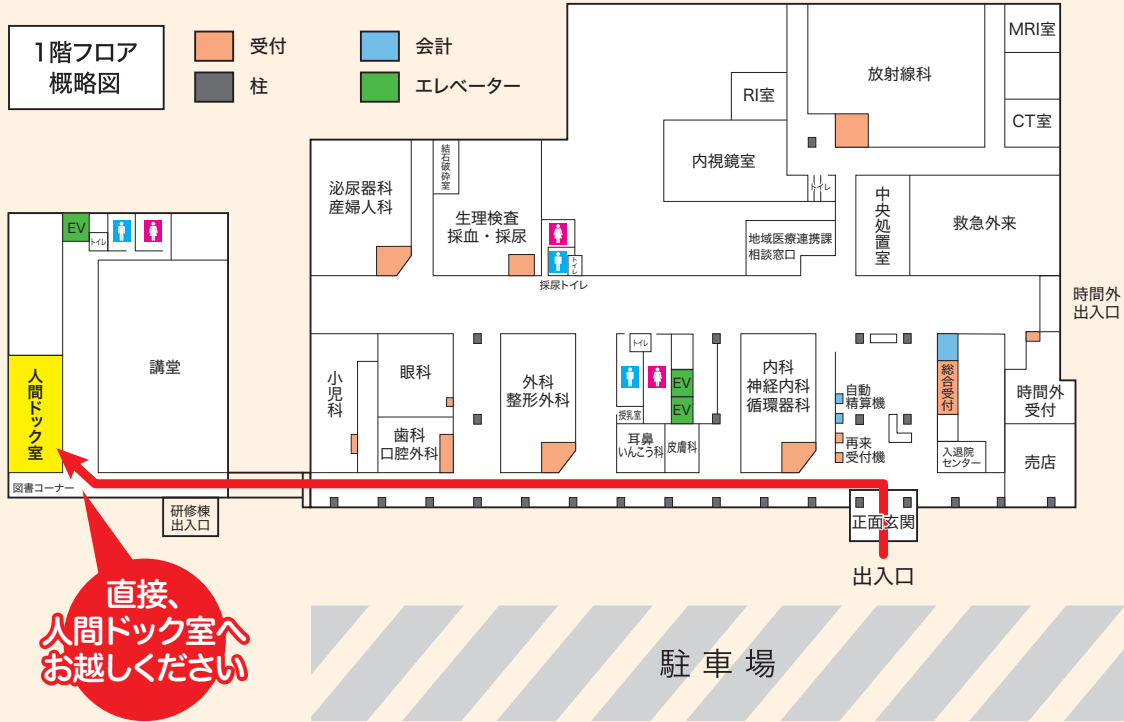 1階フロア
概略図
受付
会計
柱
エレベーター
MRI室
放射線科
RI室
CT室
内視鏡室
トイレ
結石破砕室
泌尿器科
産婦人科
生理検査
採血・採尿
中央処置室
救急外来
地域医療連携課
相談窓口
EV
トイレ
トイレ
採尿トイレ
時間外
出入口
講堂
人間ドック室
小児科
眼科
歯科
口腔外科
外科
整形外科
トイレ
授乳室
EV
EV
耳鼻
いんこう科
皮膚科
内科
神経内科
循環器科
自動
精算機
再来
受付機
総合受付
入退院
センター
時間外
受付
売店
図書コーナー
研修棟
出入口
正面玄関
出入口
直接、
人間ドック室へ
お越しください
駐車場